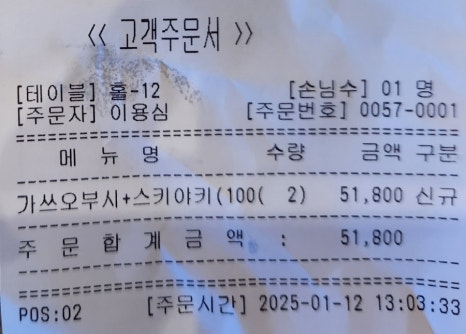 《 고객주문서 》
[테이블] 홀-12 [손님수] 01 명
[주문자] 이용심 [주문번호] 0057-0001
메 뉴 명 수량 금액 구분
가쓰오부시+스키야키(100( 2) 51,800 신규
주 문 합 계 금 액 : 51,800
POS:02 [주문시간] 2025-01-12 13:03:33